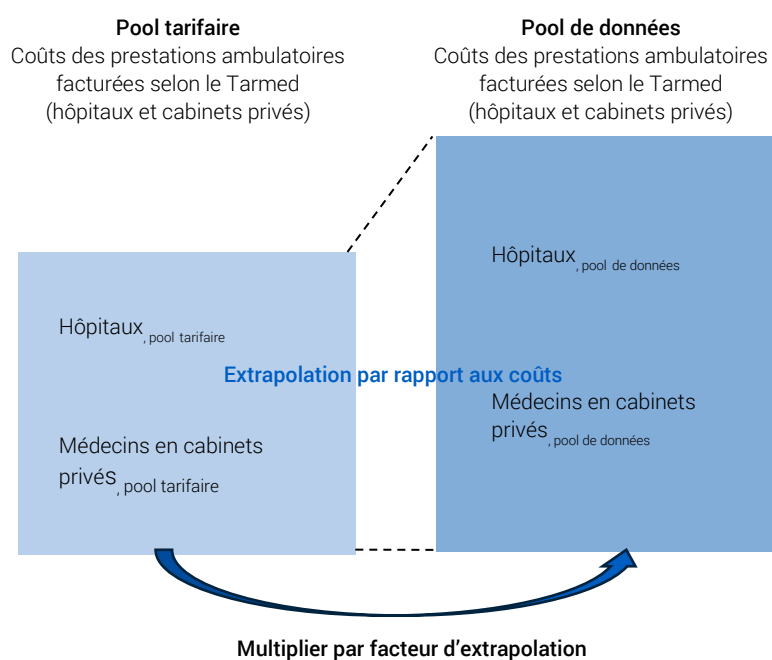 Pool tarifaire
Coûts des prestations ambulatoires
facturées selon le Tarmed
(hôpitaux et cabinets privés)
Pool de données
Coûts des prestations ambulatoires
facturées selon le Tarmed
(hôpitaux et cabinets privés)
Hôpitaux, pool de données
Hôpitaux, pool tarifaire
Extrapolation par rapport aux coûts
Médecins en cabinets
privés, pool de données
Médecins en cabinets
privés, pool tarifaire
Multiplier par facteur d’extrapolation